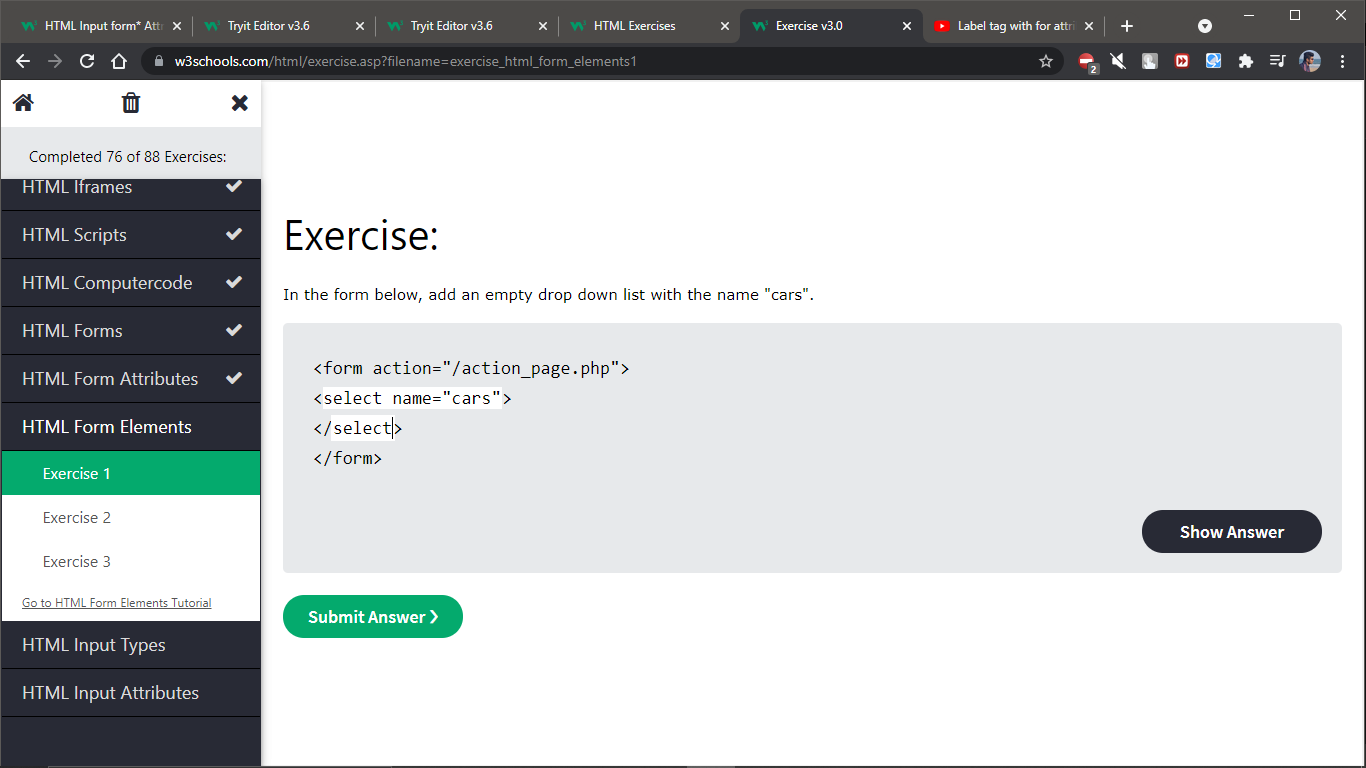 HTML Input form* Att
Tryit Editor v3.6
Tryit Editor v3.6
HTML Exercises
Exercise v3.0
Label tag with for attri
w3schools.com/html/exercise.asp?filename=exercise_html_form_elements1
2
Completed 76 of 88 Exercises:
HTML Iframes
HTML Scripts
HTML Computercode
HTML Forms
HTML Form Attributes
HTML Form Elements
Exercise 1
Exercise 2
Exercise 3
Go to HTML Form Elements Tutorial
HTML Input Types
HTML Input Attributes
Exercise:
In the form below, add an empty drop down list with the name "cars".
<form action="/action_page.php">
<select name="cars">
</select>
</form>
Show Answer
Submit Answer ❯